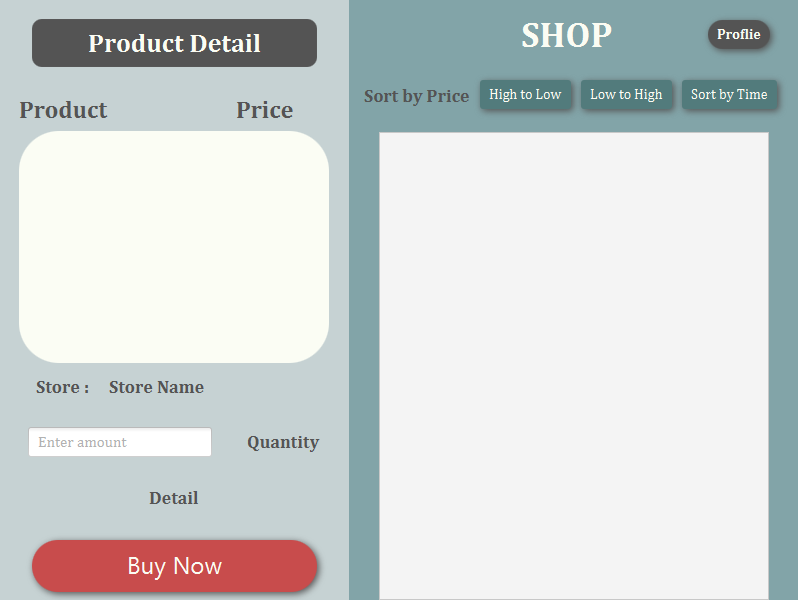 Product Detail
Product Price
Store : Store Name
Enter amount Quantity
Detail
Buy Now
SHOP
Proflie
Sort by Price High to Low Low to High Sort by Time